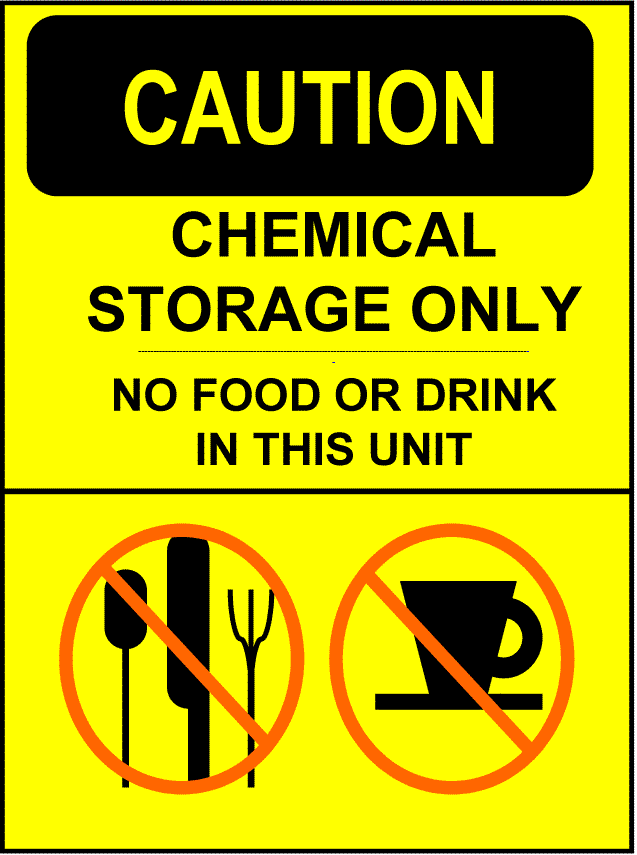 CAUTION
CHEMICAL
STORAGE ONLY
NO FOOD OR DRINK
IN THIS UNIT